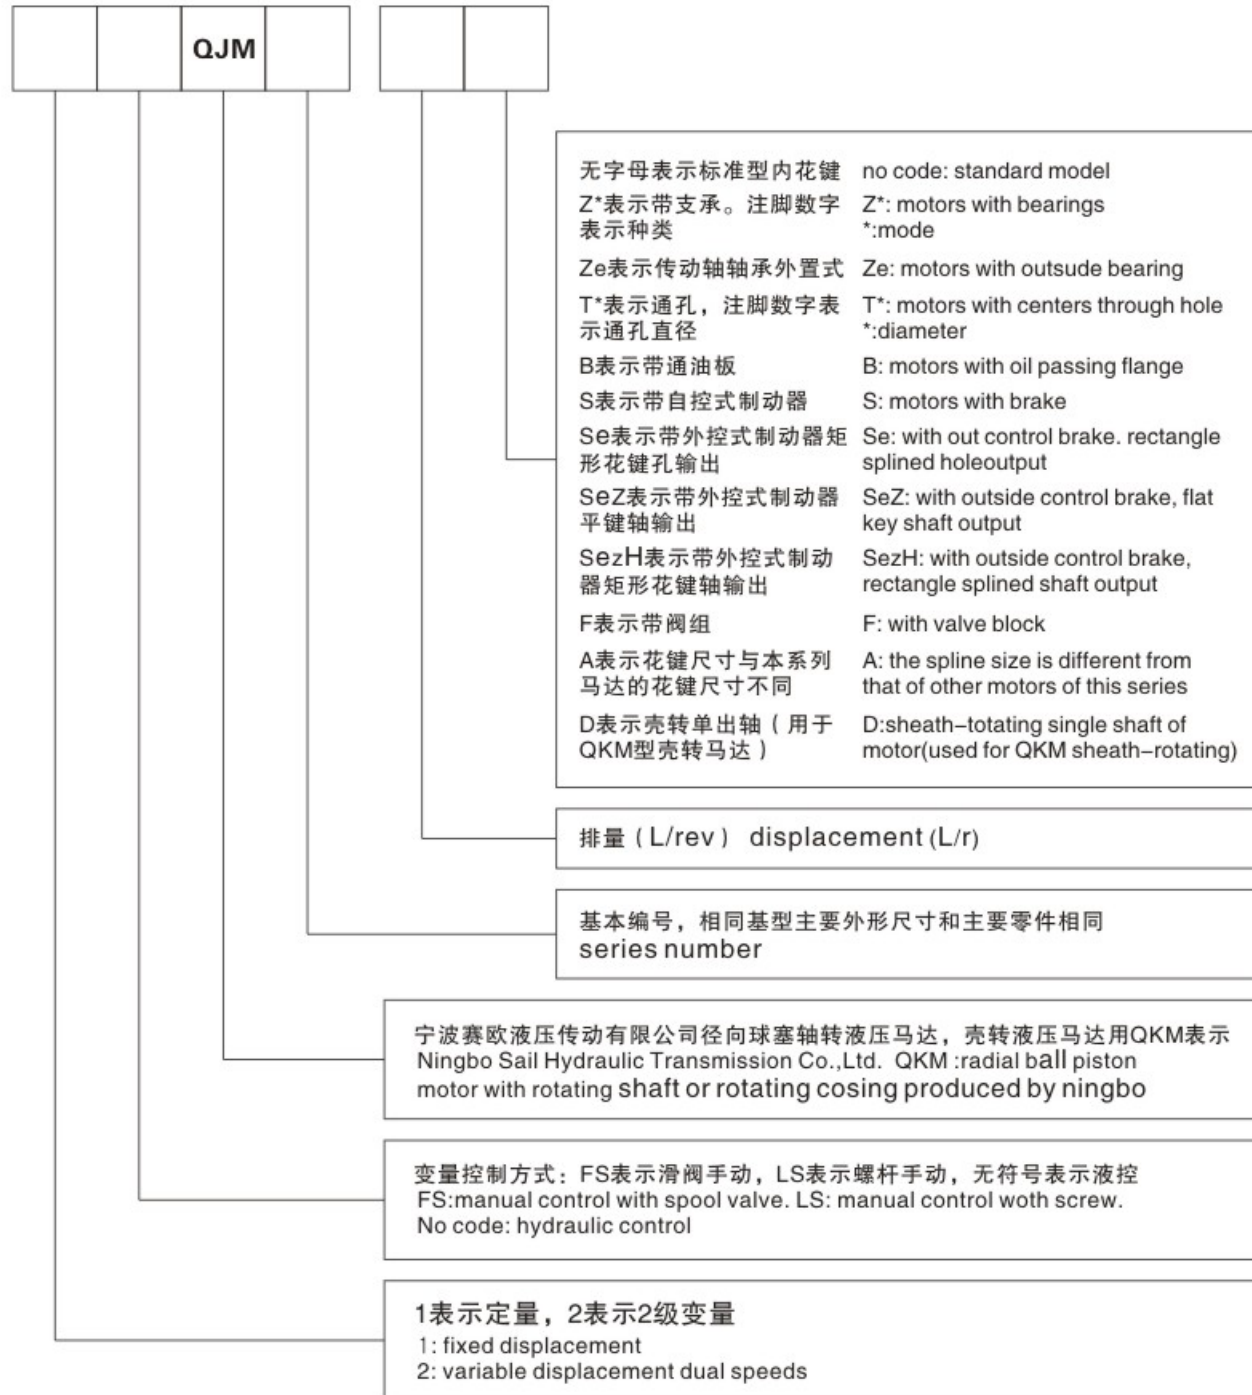 QJM
无字母表示标准型内花键 no code: standard model
Z*表示带支承。注脚数字 Z*: motors with bearings
表示种类 *:mode
Ze表示传动轴轴承外置式 Ze: motors with outsude bearing
T*表示通孔，注脚数字表 T*: motors with centers through hole
示通孔直径 *:diameter
B表示带通油板 B: motors with oil passing flange
S表示带自控式制动器 S: motors with brake
Se表示带外控式制动器矩 Se: with out control brake. rectangle
形花键孔输出 splined holeoutput
SeZ表示带外控式制动器 SeZ: with outside control brake, flat
平键轴输出 key shaft output
SezH表示带外控式制动 SezH: with outside control brake,
器矩形花键轴输出 rectangle splined shaft output
F表示带阀组 F: with valve block
A表示花键尺寸与本系列 A: the spline size is different from
马达的花键尺寸不同 that of other motors of this series
D表示壳转单出轴（用于 D:sheath–totating single shaft of
QKM型壳转马达） motor(used for QKM sheath–rotating)
排量（L/rev） displacement (L/r)
基本编号，相同基型主要外形尺寸和主要零件相同
series number
宁波赛欧液压传动有限公司径向球塞轴转液压马达，壳转液压马达用QKM表示
Ningbo Sail Hydraulic Transmission Co.,Ltd. QKM :radial ball piston
motor with rotating shaft or rotating cosing produced by ningbo
变量控制方式：FS表示滑阀手动，LS表示螺杆手动，无符号表示液控
FS:manual control with spool valve. LS: manual control woth screw.
No code: hydraulic control
1表示定量，2表示2级变量
1: fixed displacement
2: variable displacement dual speeds